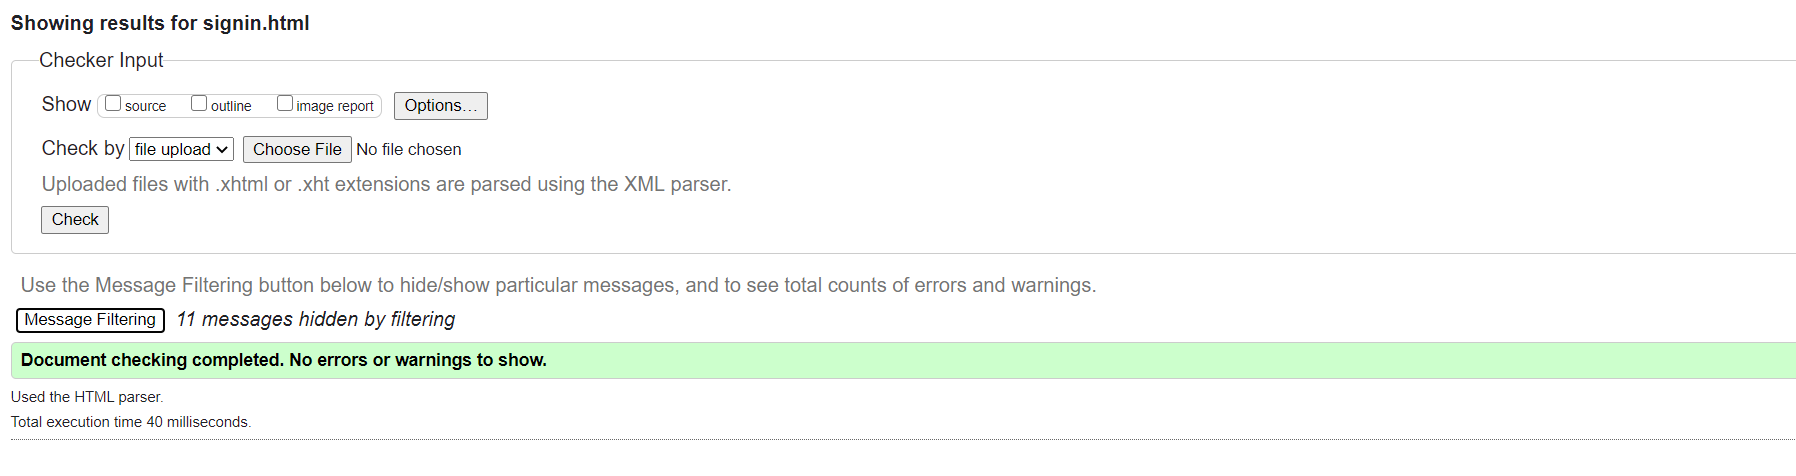 Showing results for signin.html
Checker Input
Show source outline image report Options...
Check by file upload Choose File No file chosen
Uploaded files with .xhtml or .xht extensions are parsed using the XML parser.
Check
Use the Message Filtering button below to hide/show particular messages, and to see total counts of errors and warnings.
Message Filtering 11 messages hidden by filtering
Document checking completed. No errors or warnings to show.
Used the HTML parser.
Total execution time 40 milliseconds.